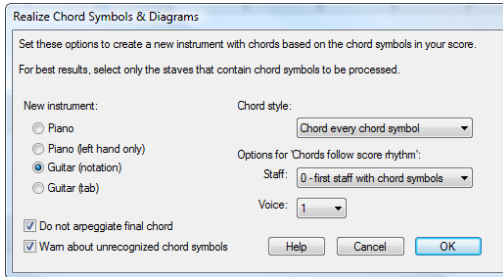 Realize Chord Symbols & Diagrams
Set these options to create a new instrument with chords based on the chord symbols in your score.
For best results, select only the staves that contain chord symbols to be processed.
New instrument:
Piano
Piano (left hand only)
Guitar (notation)
Guitar (tab)
Chord style:
Chord every chord symbol
Options for 'Chords follow score rhythm':
Staff: 0 - first staff with chord symbols
Voice: 1
Do not arpeggiate final chord
Warn about unrecognized chord symbols
Help Cancel OK